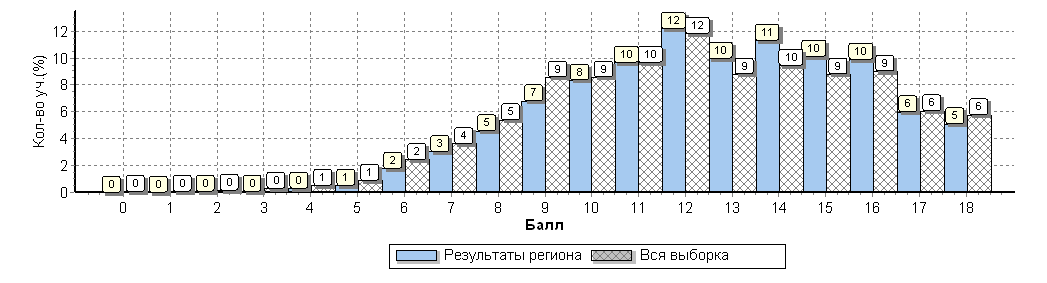 Кол-во уч.(%)
12
10
8
6
4
2
0
0 0 0 0 0 0 0 0 0 1 1 1 2 2 3 4 5 5 7 9 8 9 10 10 12 12 10 9 11 10 10 9 10 9 6 6 5 6
0 1 2 3 4 5 6 7 8 9 10 11 12 13 14 15 16 17 18
Балл
Результаты региона Вся выборка